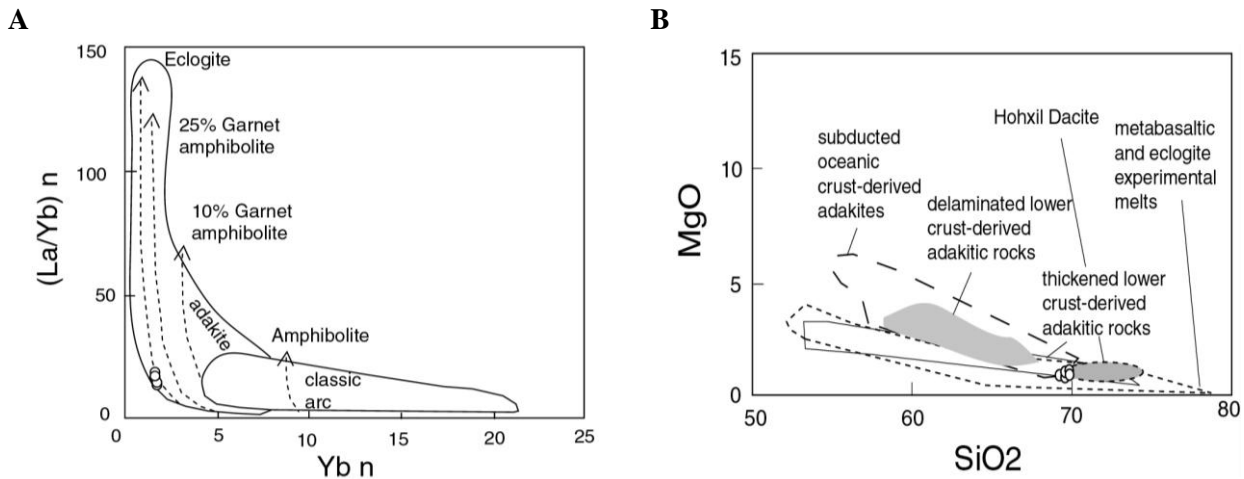 A
150
100
50
0
(La/Yb) n
Eclogite
25% Garnet
amphibolite
10% Garnet
amphibolite
adakite
Amphibolite
classic
arc
0 5 10 15 20 25
Yb n
B
15
10
5
0
MgO
subducted
oceanic
crust-derived
adakites
delaminated lower
crust-derived
adakitic rocks
Hohxil Dacite
thickened lower
crust-derived
adakitic rocks
metabasaltic
and eclogite
experimental
melts
50 60 70 80
SiO2